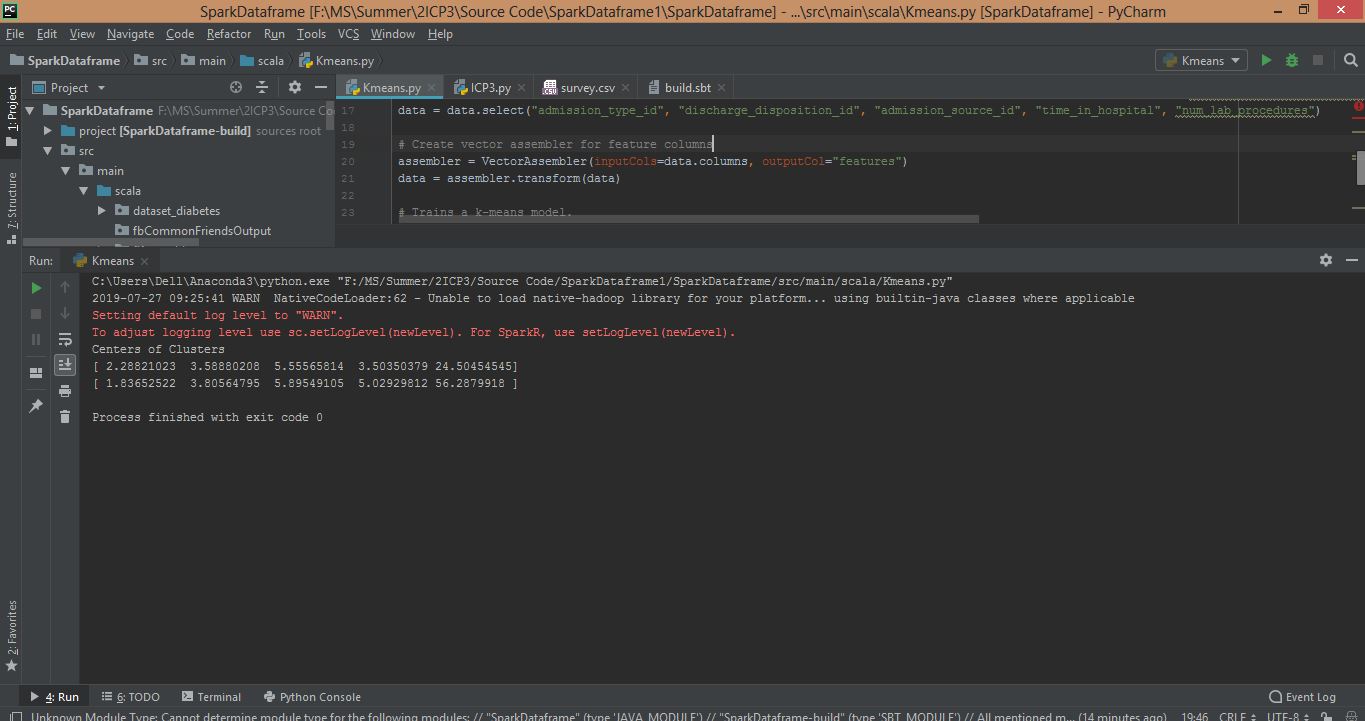 SparkDataframe [F:\MS\Summer\2ICP3\Source Code\SparkDataframe1\SparkDataframe] - ...\src\main\scala\Kmeans.py [SparkDataframe] - PyCharm
File Edit View Navigate Code Refactor Run Tools VCS Window Help
SparkDataframe src main scala Kmeans.py Kmeans
Project Kmeans.py ICP3.py survey.csv build.sbt
1: Project
7: Structure
2: Favorites
SparkDataframe F:\MS\Summer\2ICP3\Source Co
project [SparkDataframe-build] sources root
src
main
scala
dataset_diabetes
fbCommonFriendsOutput
17 data = data.select("admission_type_id", "discharge_disposition_id", "admission_source_id", "time_in_hospital", "num_lab_procedures")
18
19 # Create vector assembler for feature columns
20 assembler = VectorAssembler(inputCols=data.columns, outputCol="features")
21 data = assembler.transform(data)
22
23 # Trains a k-means model.
Run: Kmeans
C:\Users\Dell\Anaconda3\python.exe "F:/MS/Summer/2ICP3/Source Code/SparkDataframe1/SparkDataframe/src/main/scala/Kmeans.py"
2019-07-27 09:25:41 WARN  NativeCodeLoader:62 - Unable to load native-hadoop library for your platform... using builtin-java classes where applicable
Setting default log level to "WARN".
To adjust logging level use sc.setLogLevel(newLevel). For SparkR, use setLogLevel(newLevel).
Centers of Clusters
[ 2.28821023  3.58880208  5.55565814  3.50350379 24.50454545]
[ 1.83652522  3.80564795  5.89549105  5.02929812 56.2879918 ]
Process finished with exit code 0
4: Run 6: TODO Terminal Python Console Event Log
Unknown Module Type: Cannot determine module type for the following modules: // "SparkDataframe" (type 'JAVA_MODULE') // "SparkDataframe-build" (type 'SBT_MODULE') // All mentioned m... (14 minutes ago) 19:46 CRLF UTF-8